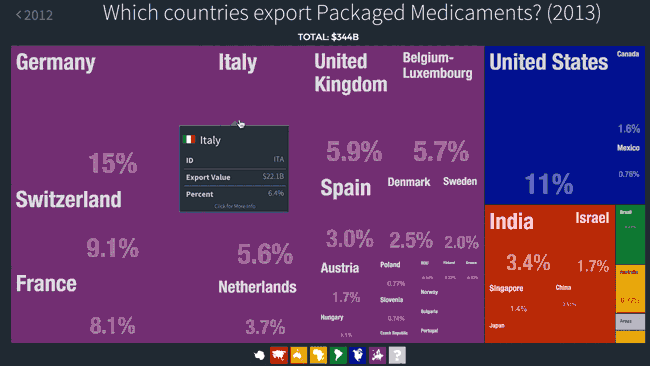 2012
Which countries export Packaged Medicaments? (2013)
TOTAL: $344B
Germany
15%
Switzerland
9.1%
France
8.1%
Italy
5.6%
Netherlands
3.7%
Italy
ID ITA
Export Value $22.1B
Percent 6.4%
Click for More Info
United
Kingdom
5.9%
Belgium-
Luxembourg
5.7%
Spain
3.0%
Denmark
2.5%
Sweden
2.0%
Austria
1.7%
Hungary
Poland
0.77%
Slovenia
0.74%
Czech Republic
Norway
Bulgaria
Portugal
United States
11%
Canada
1.6%
Mexico
0.76%
India
3.4%
Israel
1.7%
Singapore
1.4%
China
Japan
Brazil
Australia
?